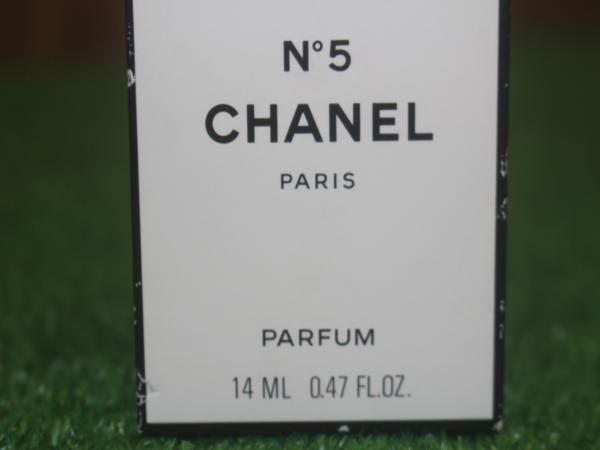 N°5
CHANEL
PARIS
PARFUM
14 ML 0.47 FL.OZ.